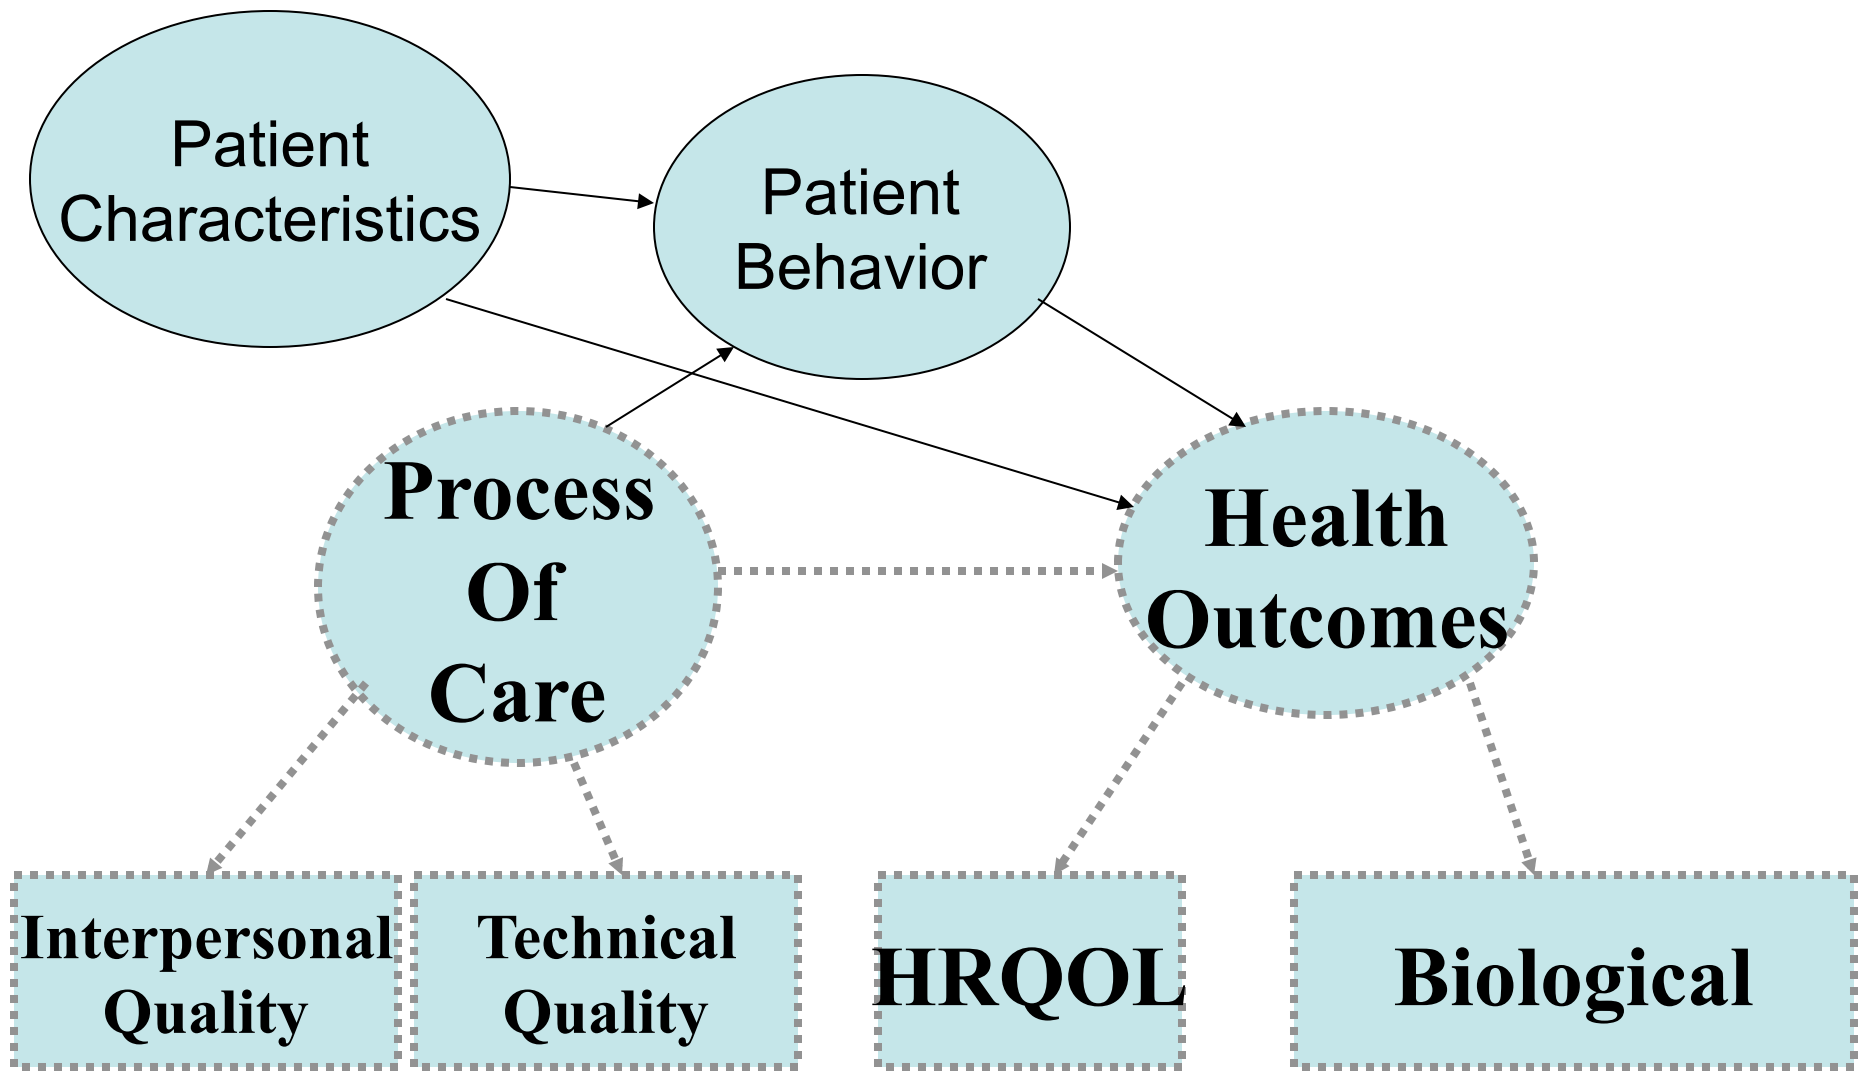 Patient
Characteristics
Patient
Behavior
Process
Of
Care
Health
Outcomes
Interpersonal
Quality
Technical
Quality
HRQOL
Biological